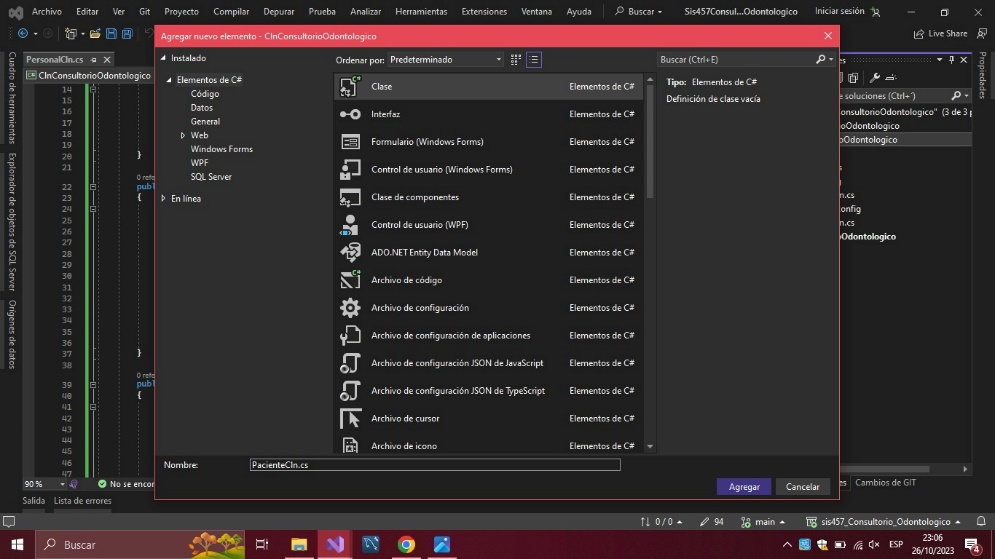 Archivo Editar Ver Git Proyecto Compilar Depurar Prueba Analizar Herramientas Extensiones Ventana Ayuda Buscar Sis457Consul...Odontologico Iniciar sesión
Live Share
Agregar nuevo elemento - ClnConsultorioOdontologico
PersonalCln.cs
ClnConsultorioOdontologico
Cuadro de herramientas
Explorador de objetos de SQL Server
Orígenes de datos
14
15
16
17
18
19
20 }
21
0 refe
22 publ
23 {
24
25
26
27
28
29
30
31
32
33
34
35
36
37 }
38
0 refe
39 publ
40 {
41
42
43
44
45
46
47
Instalado
Elementos de C#
Código
Datos
General
Web
Windows Forms
WPF
SQL Server
En línea
Ordenar por: Predeterminado
Clase Elementos de C#
Interfaz Elementos de C#
Formulario (Windows Forms) Elementos de C#
Control de usuario (Windows Forms) Elementos de C#
Clase de componentes Elementos de C#
Control de usuario (WPF) Elementos de C#
ADO.NET Entity Data Model Elementos de C#
Archivo de código Elementos de C#
Archivo de configuración Elementos de C#
Archivo de configuración de aplicaciones Elementos de C#
Archivo de configuración JSON de JavaScript Elementos de C#
Archivo de configuración JSON de TypeScript Elementos de C#
Archivo de cursor Elementos de C#
Archivo de icono Elementos de C#
Buscar (Ctrl+E)
Tipo: Elementos de C#
Definición de clase vacía
Nombre: PacienteCln.cs
Agregar Cancelar
es
e soluciones (Ctrl+´)
onsultorioOdontologico" (3 de 3 p
ioOdontologico
oOdontologico
s
n.cs
onfig
n.cs
oOdontologico
Propiedades
es Cambios de GIT
90 % No se encon
Salida Lista de errores
0 / 0 94 main sis457_Consultorio_Odontologico
Buscar
ESP
23:06
26/10/2023
4